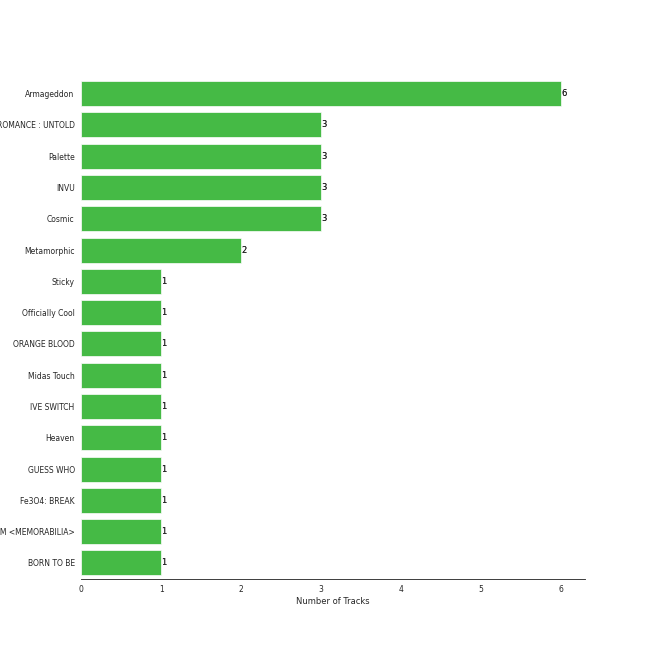 Armageddon 6
ROMANCE : UNTOLD 3
Palette 3
INVU 3
Cosmic 3
Metamorphic 2
Sticky 1
Officially Cool 1
ORANGE BLOOD 1
Midas Touch 1
IVE SWITCH 1
Heaven 1
GUESS WHO 1
Fe3O4: BREAK 1
M <MEMORABILIA> 1
BORN TO BE 1
0 1 2 3 4 5 6
Number of Tracks